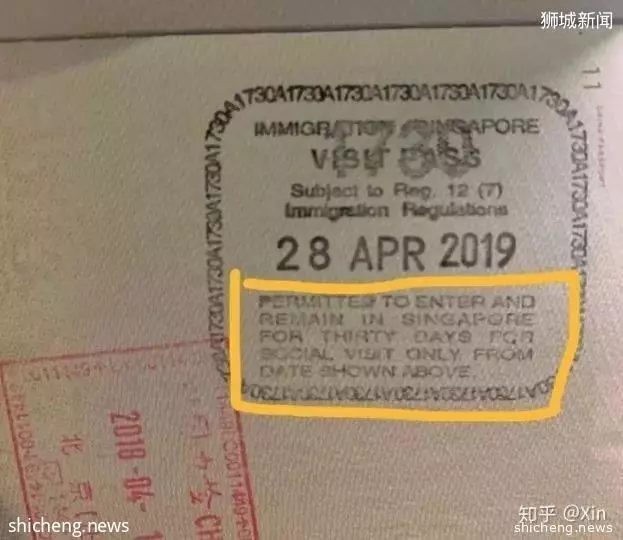 狮城新闻
11
1730A1730A1730A1730A1730A1730A1730A1730A
IMMIGRATION SINGAPORE
1730
VISIT PASS
Subject to Reg. 12 (7)
Immigration Regulations
28 APR 2019
PERMITTED TO ENTER AND
REMAIN IN SINGAPORE
FOR THIRTY DAYS FOR
SOCIAL VISIT ONLY FROM
DATE SHOWN ABOVE.
2018-04-1
北京
知乎 @Xin
shicheng.news
shicheng.news